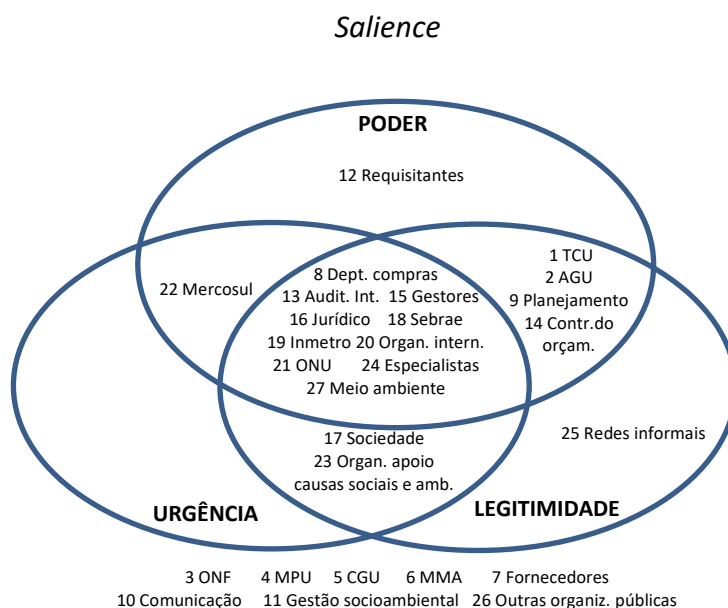 Salience
PODER
12 Requisitantes
1 TCU
2 AGU
9 Planejamento
14 Contr.do
orçam.
22 Mercosul
8 Dept. compras
13 Audit. Int. 15 Gestores
16 Jurídico 18 Sebrae
19 Inmetro 20 Organ. intern.
21 ONU 24 Especialistas
27 Meio ambiente
17 Sociedade
23 Organ. apoio
causas sociais e amb.
25 Redes informais
URGÊNCIA
LEGITIMIDADE
3 ONF 4 MPU 5 CGU 6 MMA 7 Fornecedores
10 Comunicação 11 Gestão socioambiental 26 Outras organiz. públicas